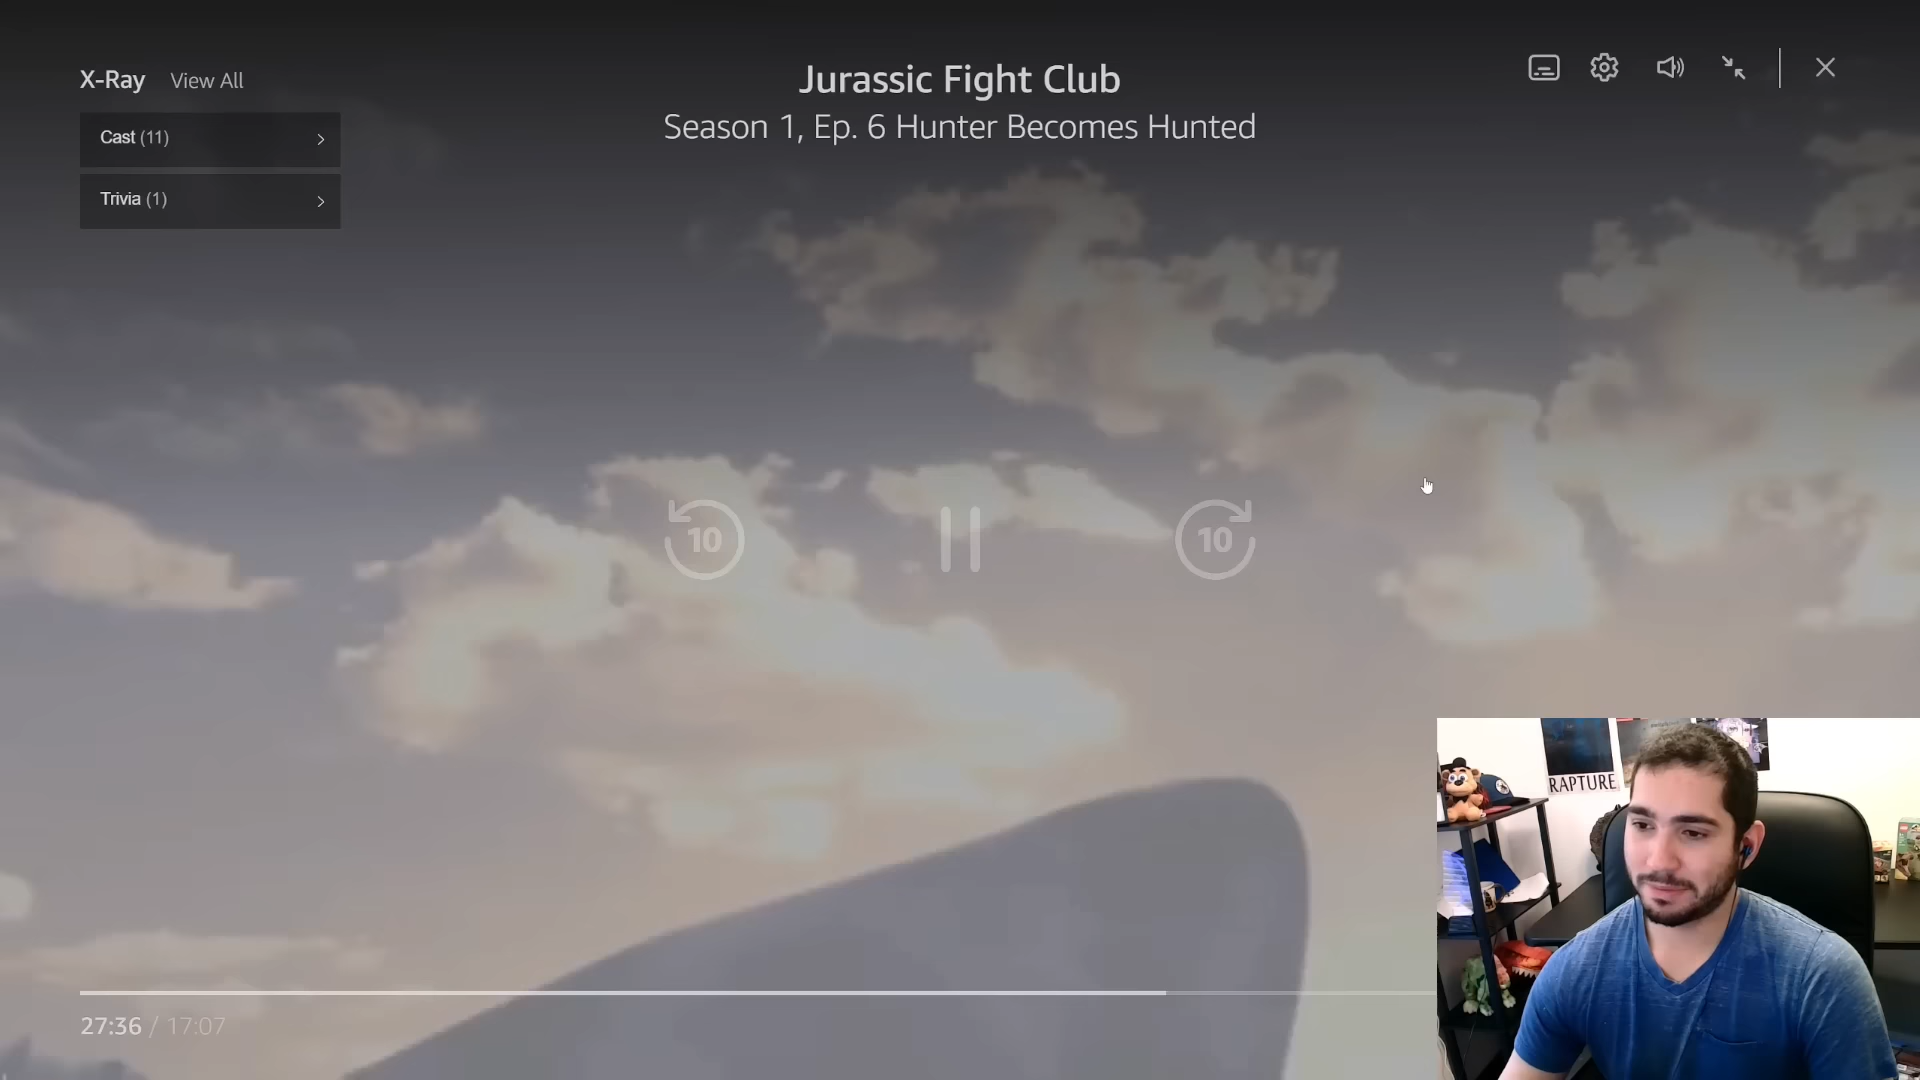 X-Ray View All
Cast (11)
Trivia (1)
Jurassic Fight Club
Season 1, Ep. 6 Hunter Becomes Hunted
10
10
RAPTURE
27:36 / 17:07